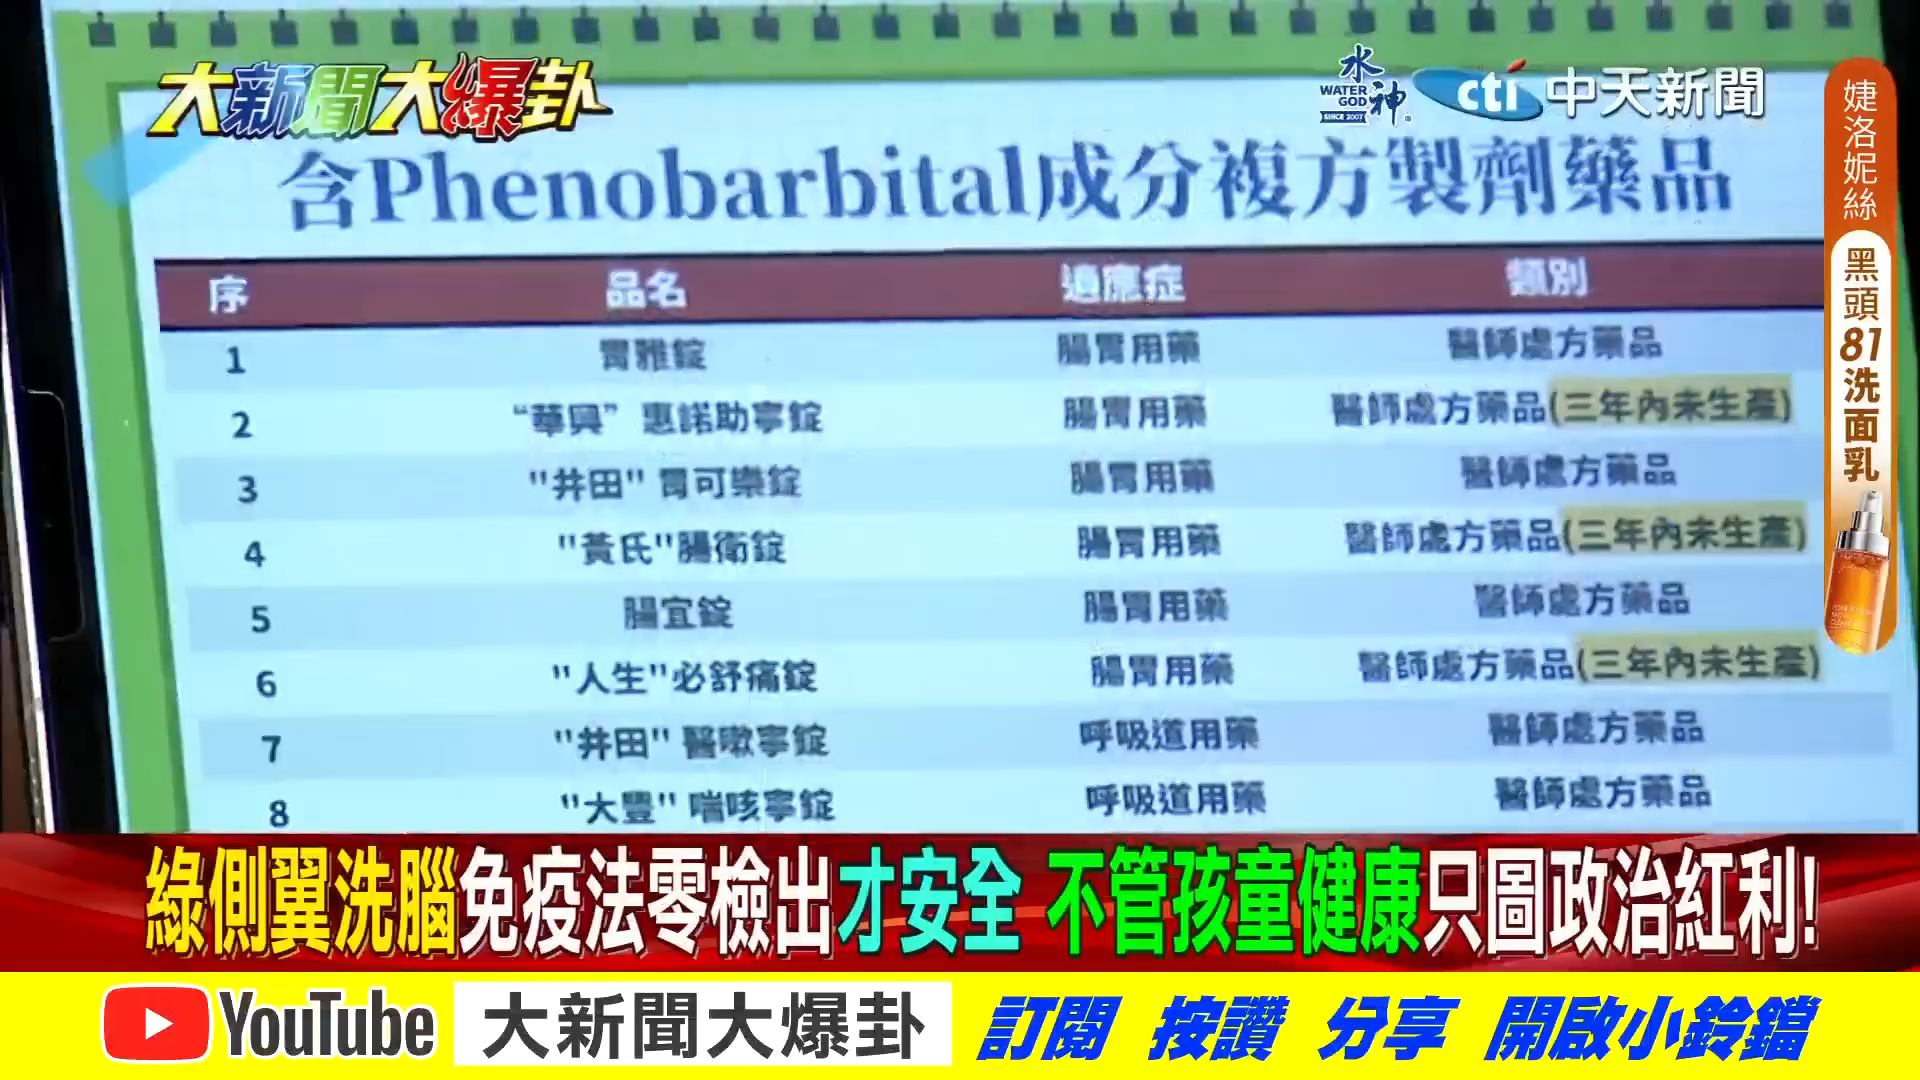 大新聞大爆卦
水神
WATER GOD
SINCE 2007
cti 中天新聞
含Phenobarbital成分複方製劑藥品
序 品名 適應症 類別
1 胃雅錠 腸胃用藥 醫師處方藥品
2 “華興” 惠諾助寧錠 腸胃用藥 醫師處方藥品(三年內未生產)
3 "井田" 胃可樂錠 腸胃用藥 醫師處方藥品
4 "黃氏"腸衛錠 腸胃用藥 醫師處方藥品(三年內未生產)
5 腸宜錠 腸胃用藥 醫師處方藥品
6 "人生"必舒痛錠 腸胃用藥 醫師處方藥品(三年內未生產)
7 "井田" 醫嗽寧錠 呼吸道用藥 醫師處方藥品
8 "大豐" 喘咳寧錠 呼吸道用藥 醫師處方藥品
婕洛妮絲
黑頭81洗面乳
綠側翼洗腦免疫法零檢出才安全 不管孩童健康只圖政治紅利!
YouTube 大新聞大爆卦 訂閱 按讚 分享 開啟小鈴鐺